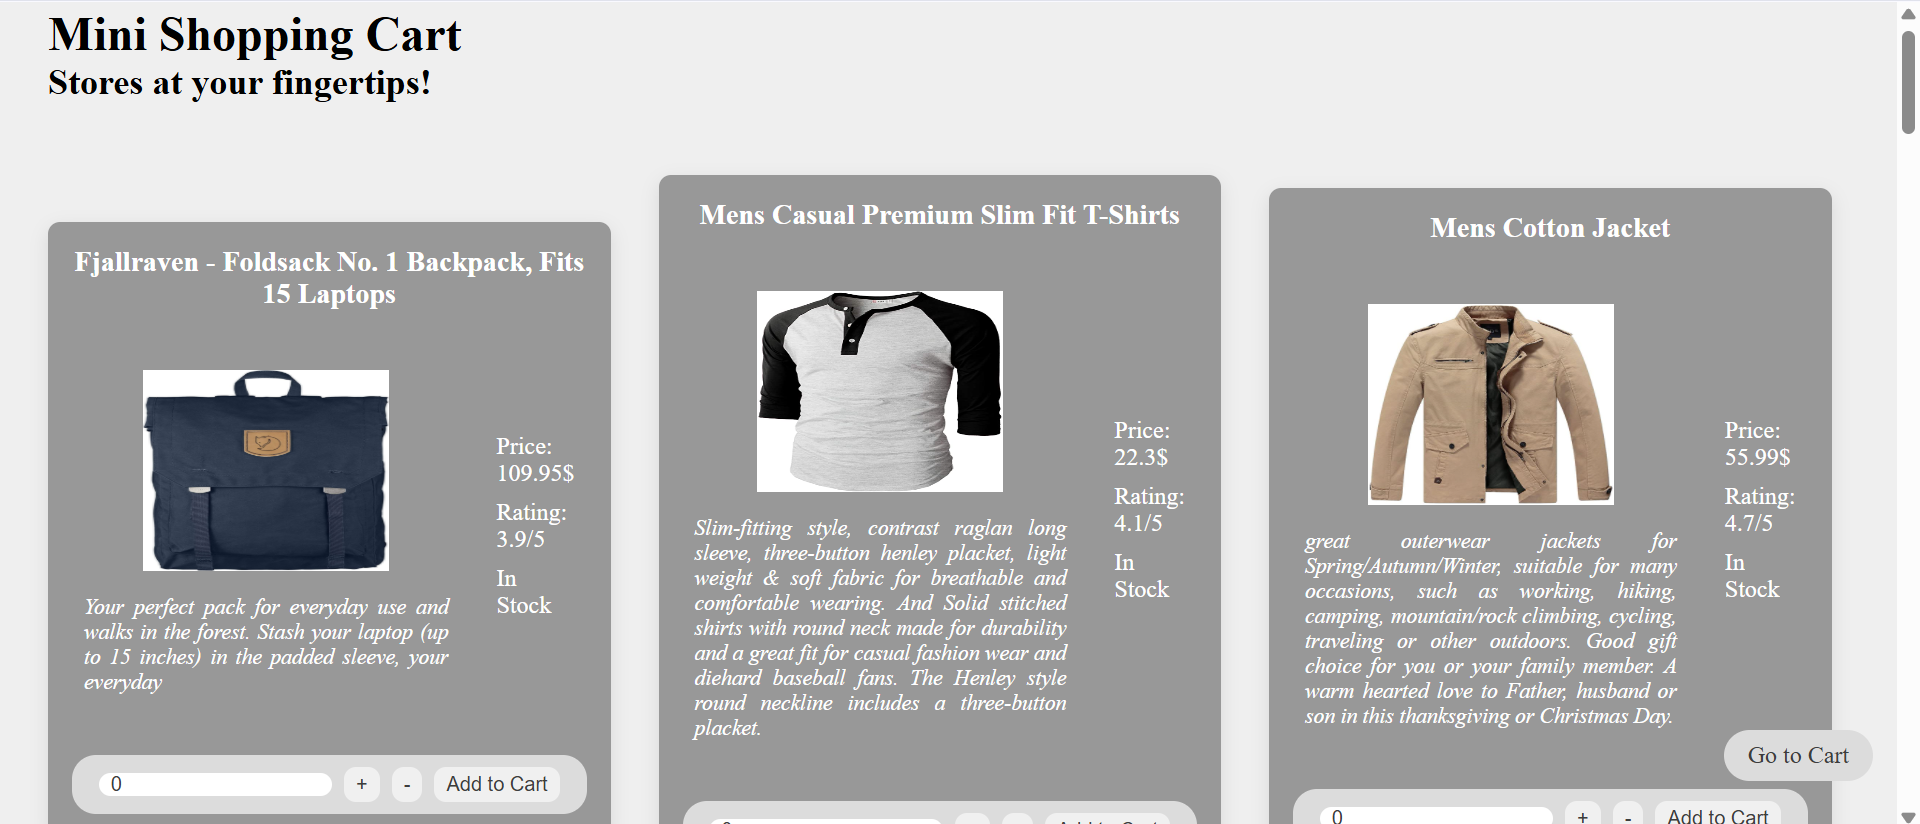 Mini Shopping Cart
Stores at your fingertips!
Fjallraven - Foldsack No. 1 Backpack, Fits
15 Laptops
Price:
109.95$
Rating:
3.9/5
In
Stock
Your perfect pack for everyday use and
walks in the forest. Stash your laptop (up
to 15 inches) in the padded sleeve, your
everyday
0
+
-
Add to Cart
Mens Casual Premium Slim Fit T-Shirts
Price:
22.3$
Rating:
4.1/5
In
Stock
Slim-fitting style, contrast raglan long
sleeve, three-button henley placket, light
weight & soft fabric for breathable and
comfortable wearing. And Solid stitched
shirts with round neck made for durability
and a great fit for casual fashion wear and
diehard baseball fans. The Henley style
round neckline includes a three-button
placket.
Mens Cotton Jacket
Price:
55.99$
Rating:
4.7/5
In
Stock
great outerwear jackets for
Spring/Autumn/Winter, suitable for many
occasions, such as working, hiking,
camping, mountain/rock climbing, cycling,
traveling or other outdoors. Good gift
choice for you or your family member. A
warm hearted love to Father, husband or
son in this thanksgiving or Christmas Day.
Go to Cart
0
+
-
Add to Cart